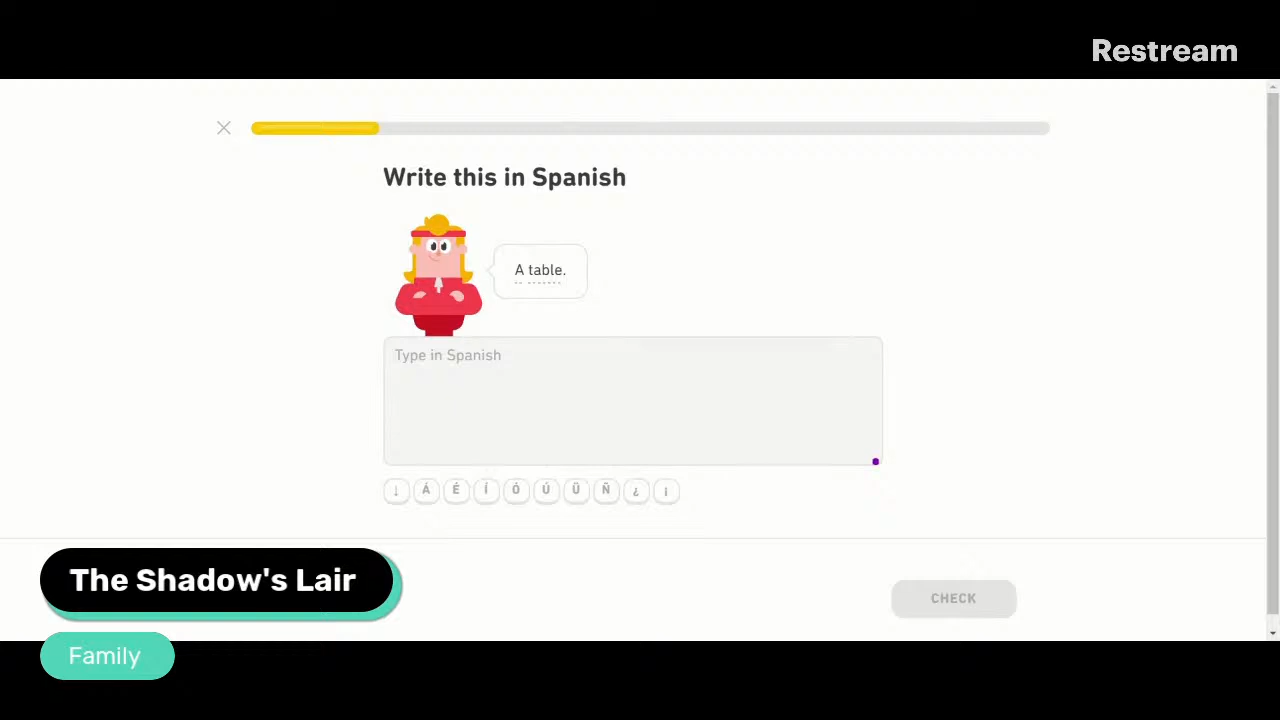 Restream
Write this in Spanish
A table.
Type in Spanish
↓ Á É Í Ó Ú Ü Ñ ¿ ¡
The Shadow's Lair
CHECK
Family